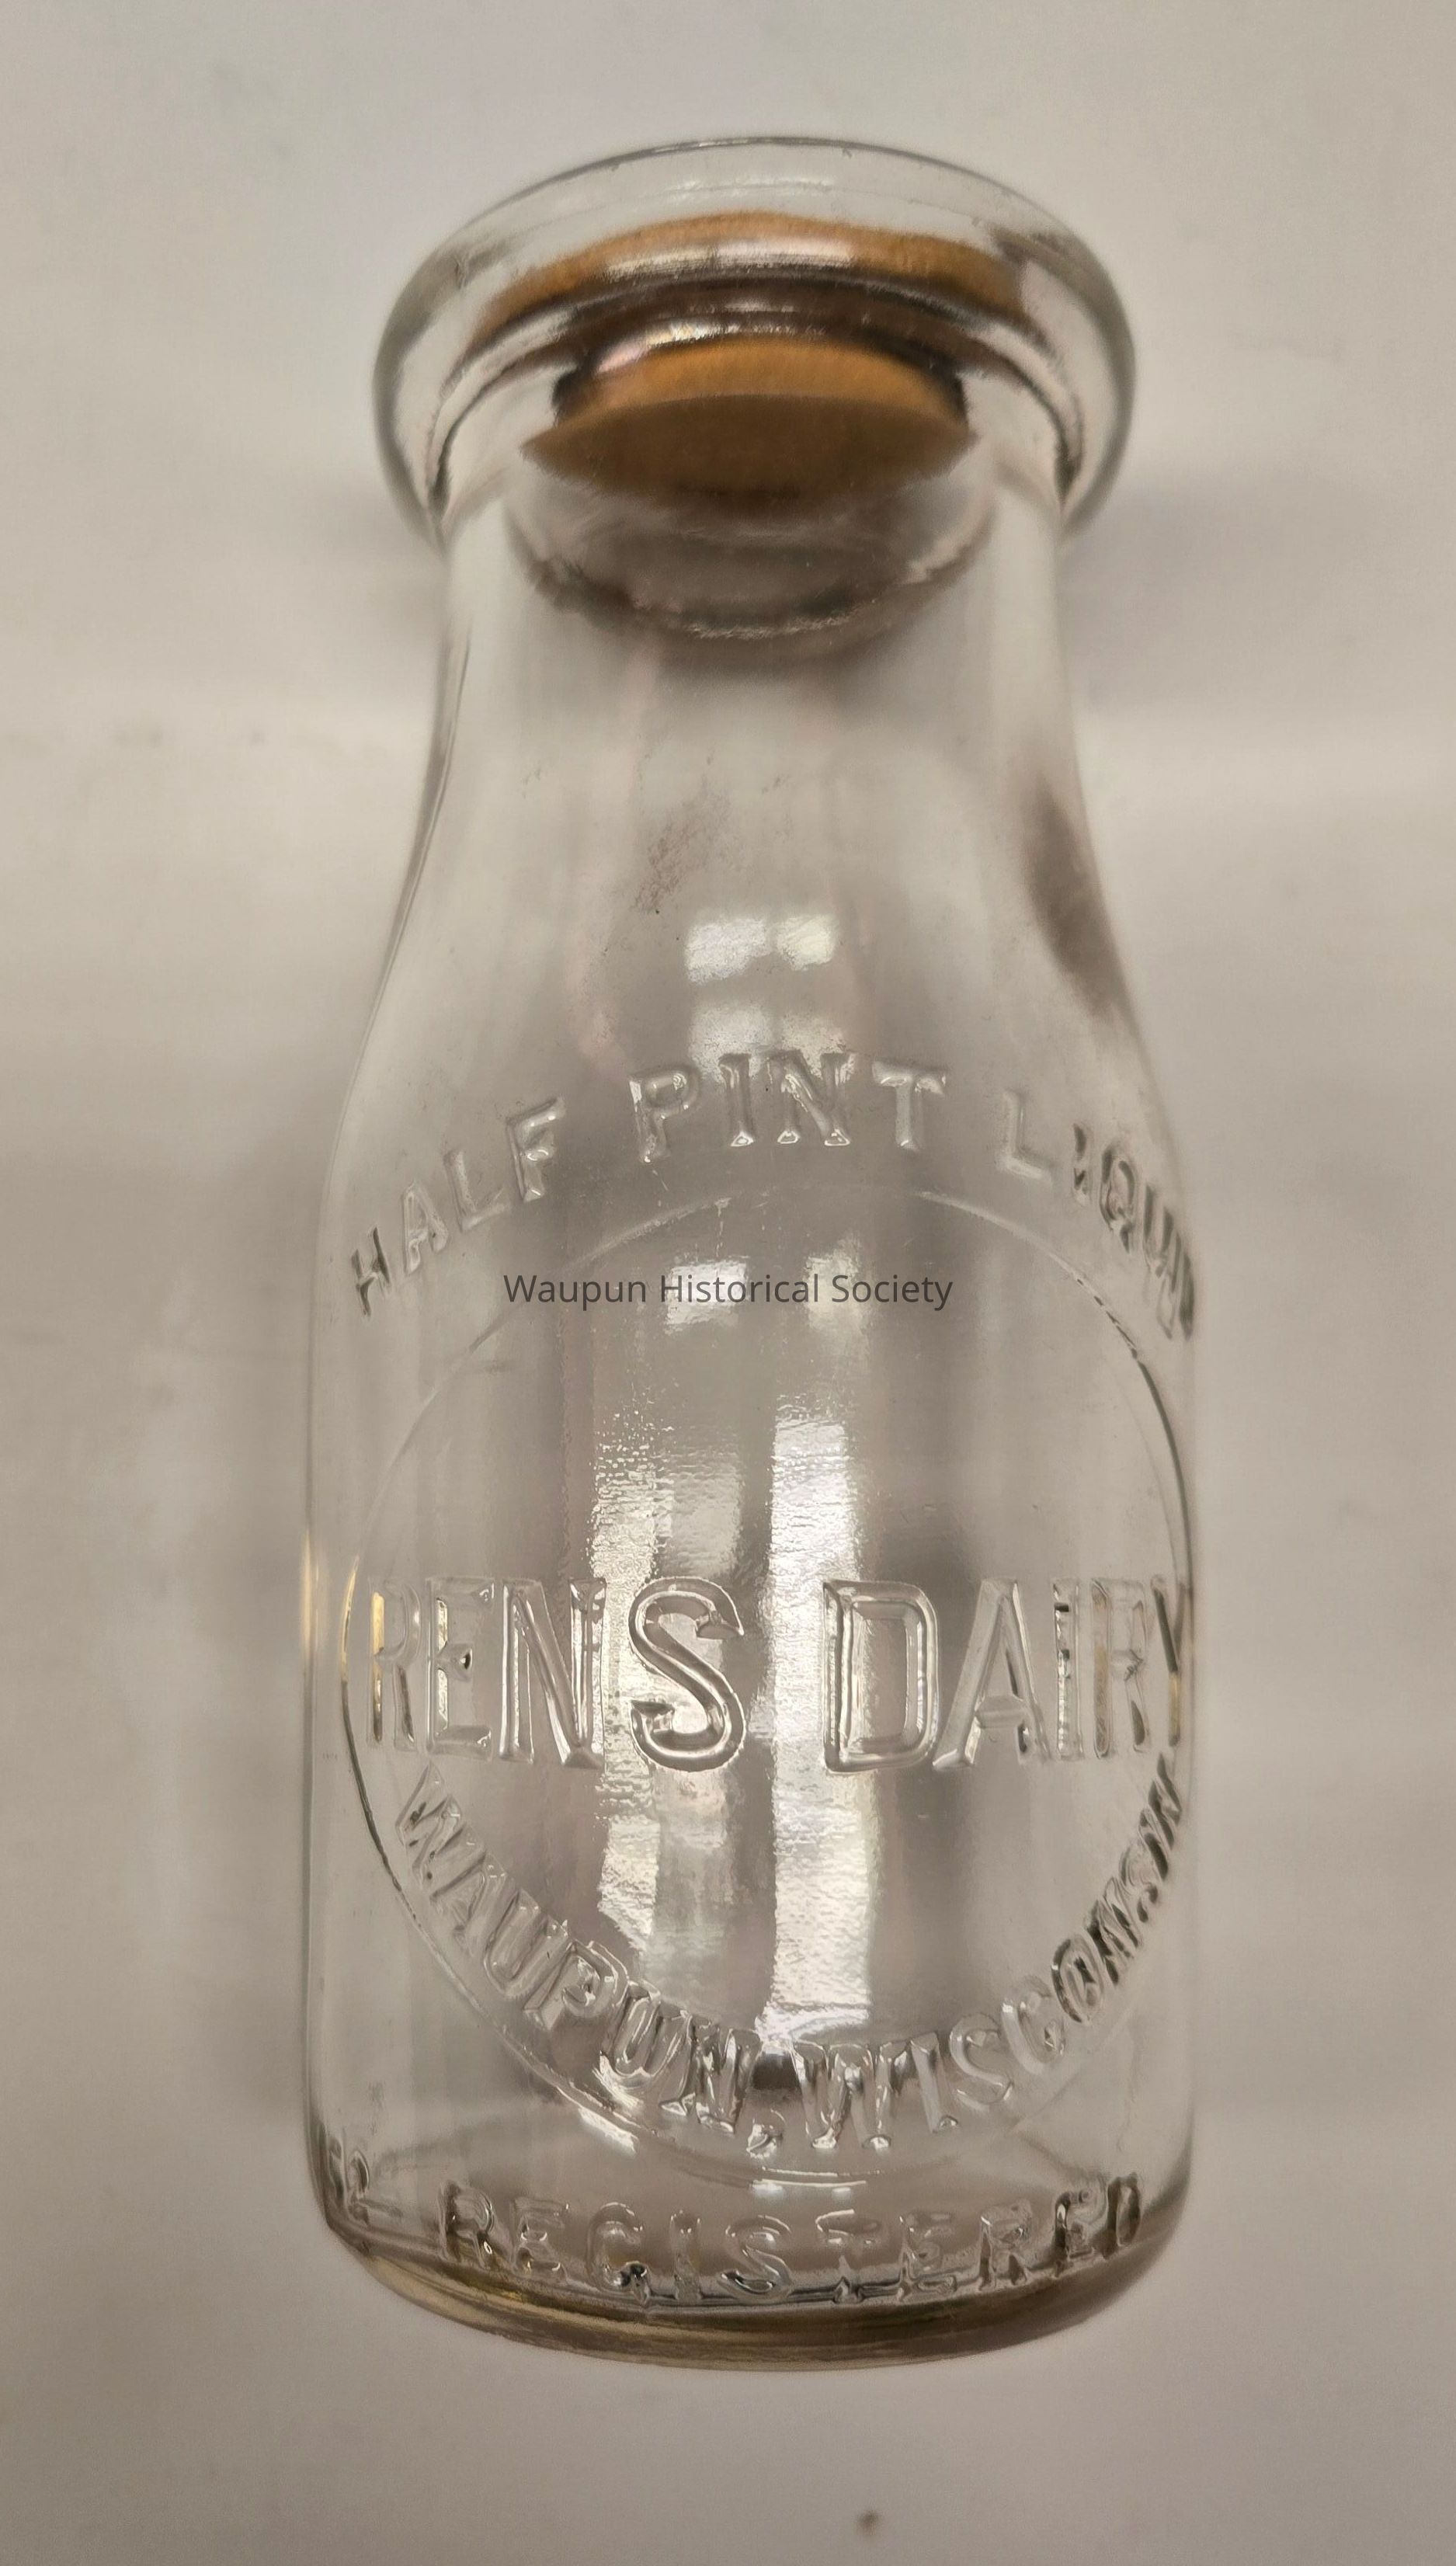 HALF PINT LIQUID
Waupun Historical Society
RENS DAIRY
WAUPUN, WISCONSIN
REGISTERED